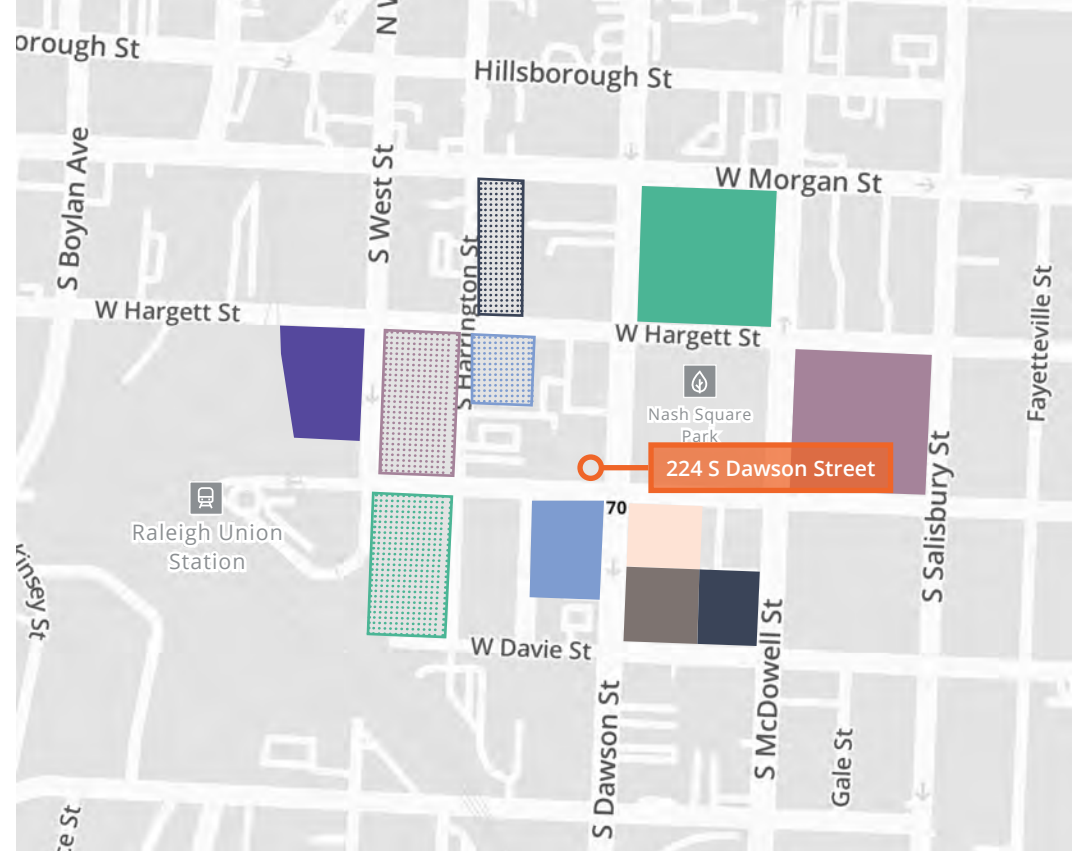 orough St
N W
Hillsborough St
S Boylan Ave
S West St
W Morgan St
S Harrington St
W Hargett St
W Hargett St
Fayetteville St
Nash Square
Park
224 S Dawson Street
S Salisbury St
70
Raleigh Union
Station
kinsey St
W Davie St
S McDowell St
S Dawson St
Gale St
ce St